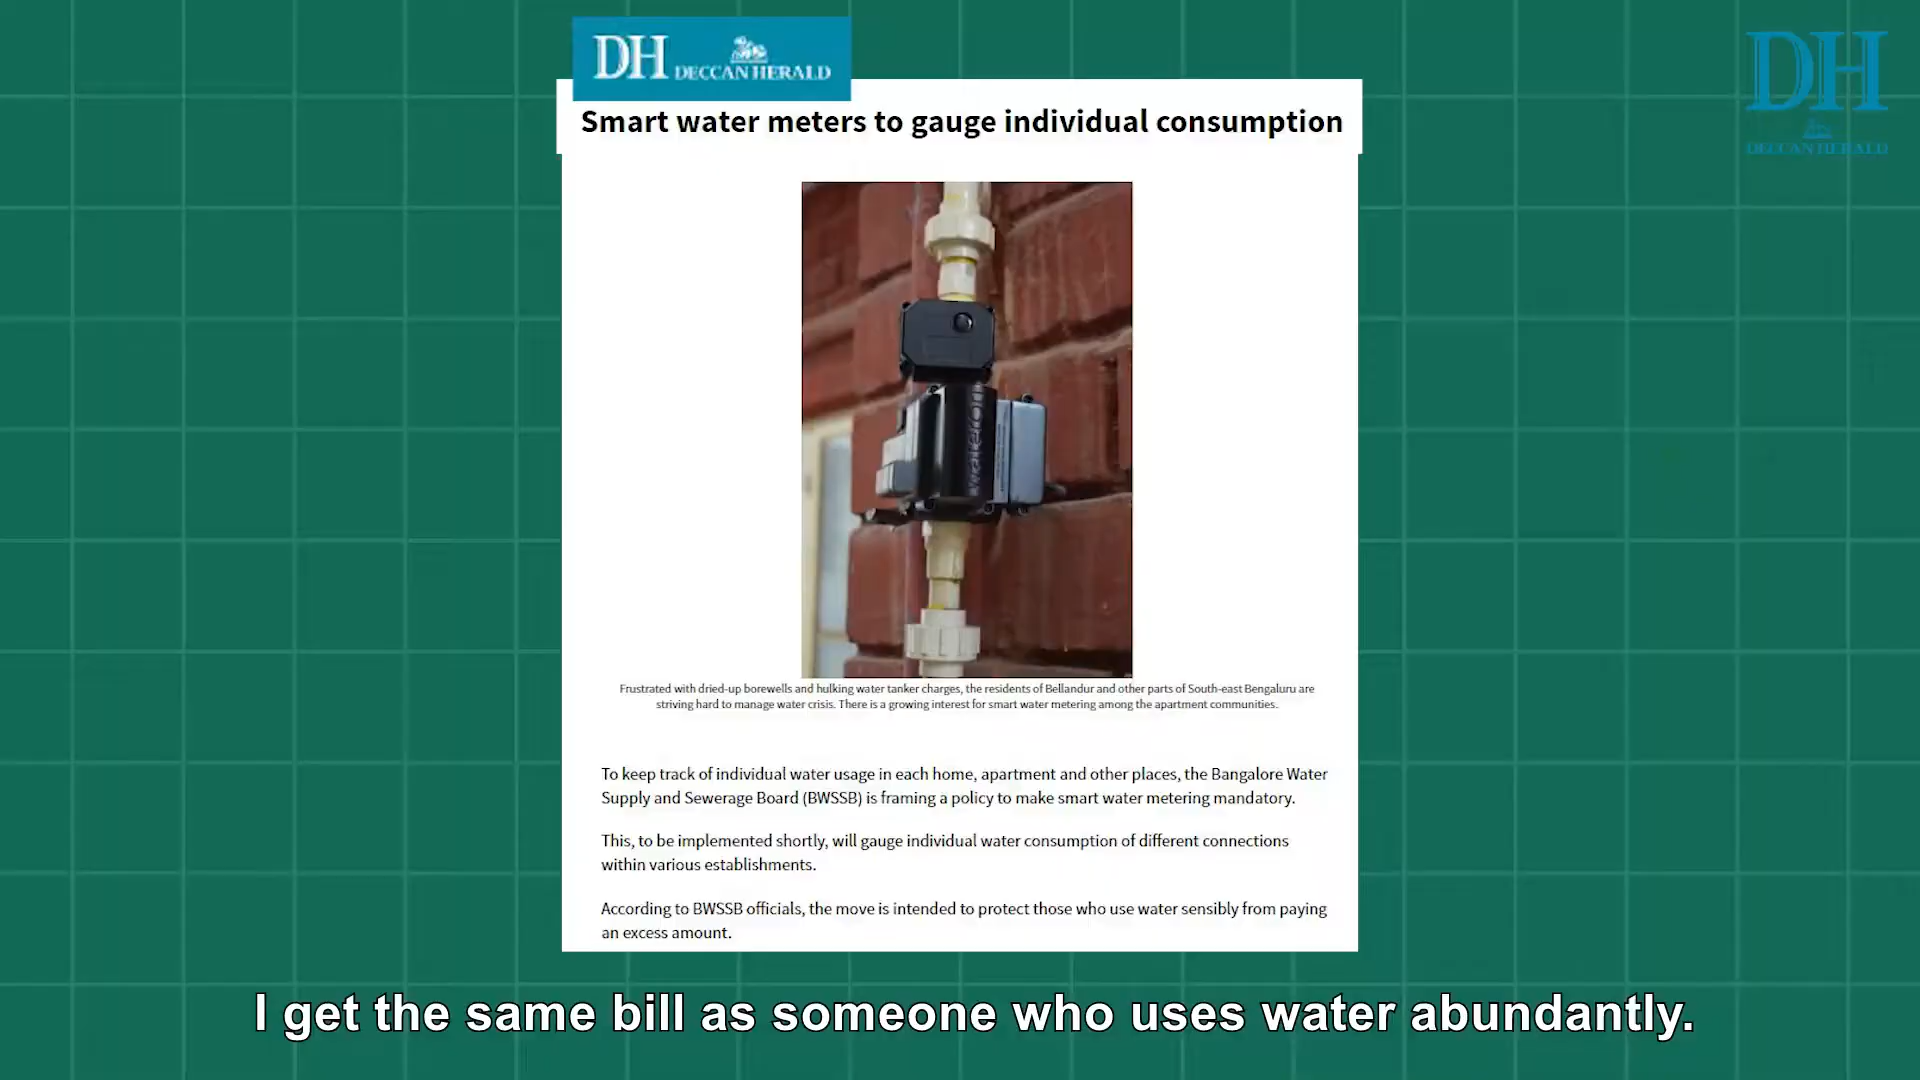 DH DECCAN HERALD
DH
DECCAN HERALD
Smart water meters to gauge individual consumption
waterOn
Frustrated with dried-up borewells and hulking water tanker charges, the residents of Bellandur and other parts of South-east Bengaluru are
striving hard to manage water crisis. There is a growing interest for smart water metering among the apartment communities.
To keep track of individual water usage in each home, apartment and other places, the Bangalore Water
Supply and Sewerage Board (BWSSB) is framing a policy to make smart water metering mandatory.
This, to be implemented shortly, will gauge individual water consumption of different connections
within various establishments.
According to BWSSB officials, the move is intended to protect those who use water sensibly from paying
an excess amount.
I get the same bill as someone who uses water abundantly.